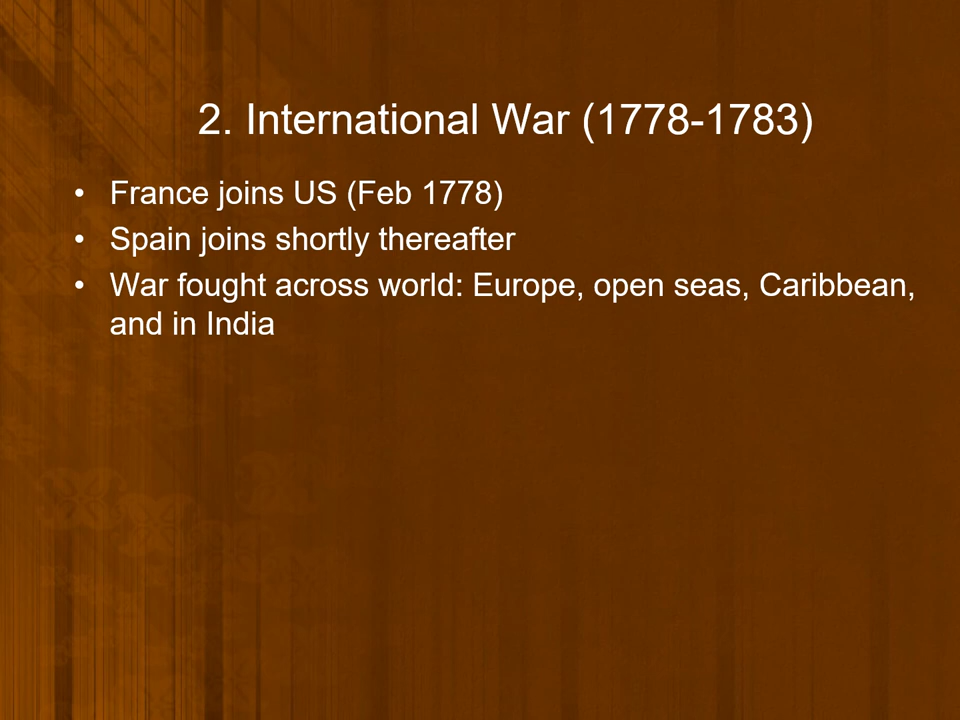 2. International War (1778-1783)
• France joins US (Feb 1778)
• Spain joins shortly thereafter
• War fought across world: Europe, open seas, Caribbean,
and in India